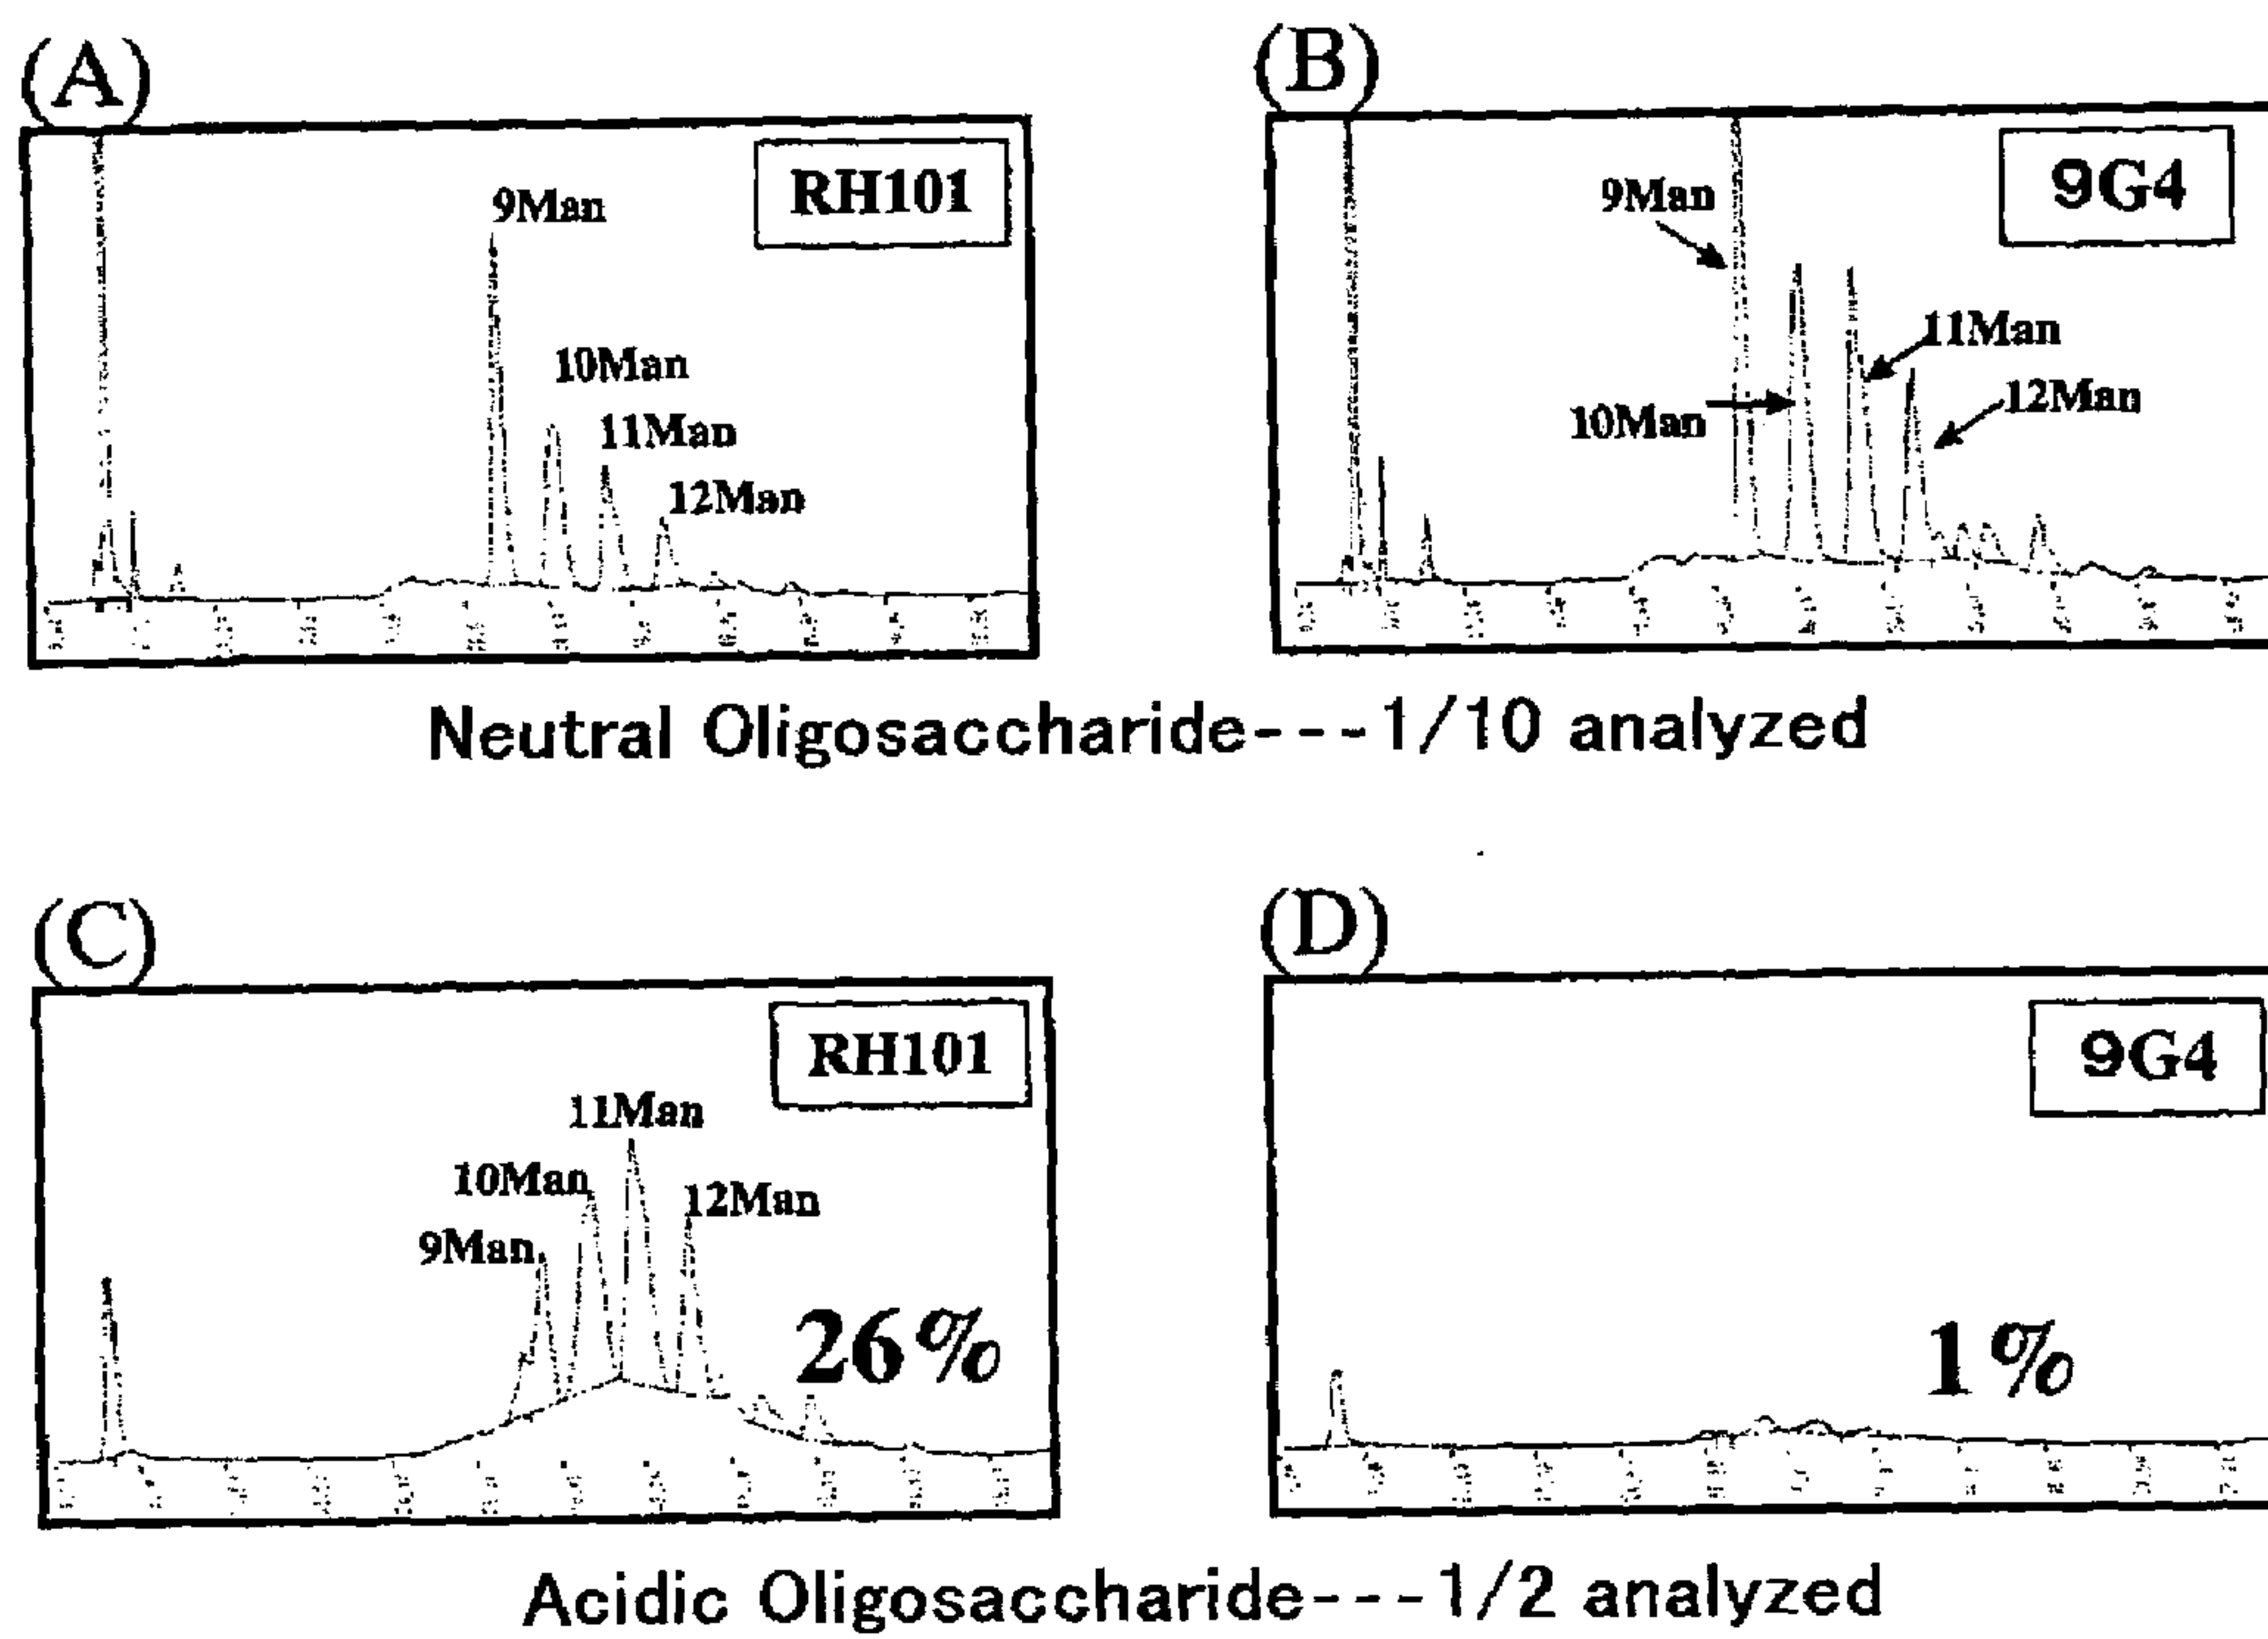 (A)
RH101
9Man
10Man
11Man
12Man
(B)
9G4
9Man
11Man
12Man
10Man
Neutral Oligosaccharide---1/10 analyzed
(C)
RH101
11Man
10Man
12Man
9Man
26%
(D)
9G4
1%
Acidic Oligosaccharide---1/2 analyzed